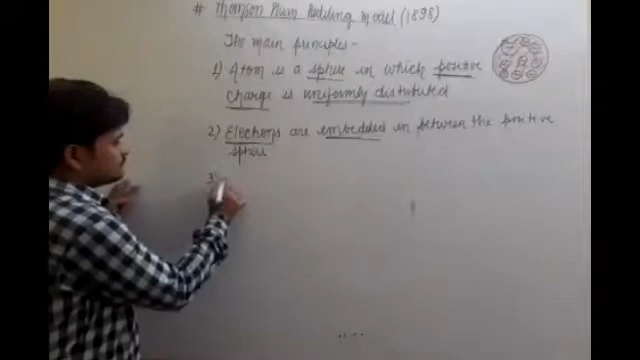 # Thomson Plum Pudding model (1898)
The main principles -
1) Atom is a sphere in which positive
charge is uniformly distributed
2) Electrons are embedded in between the positive
sphere
3)